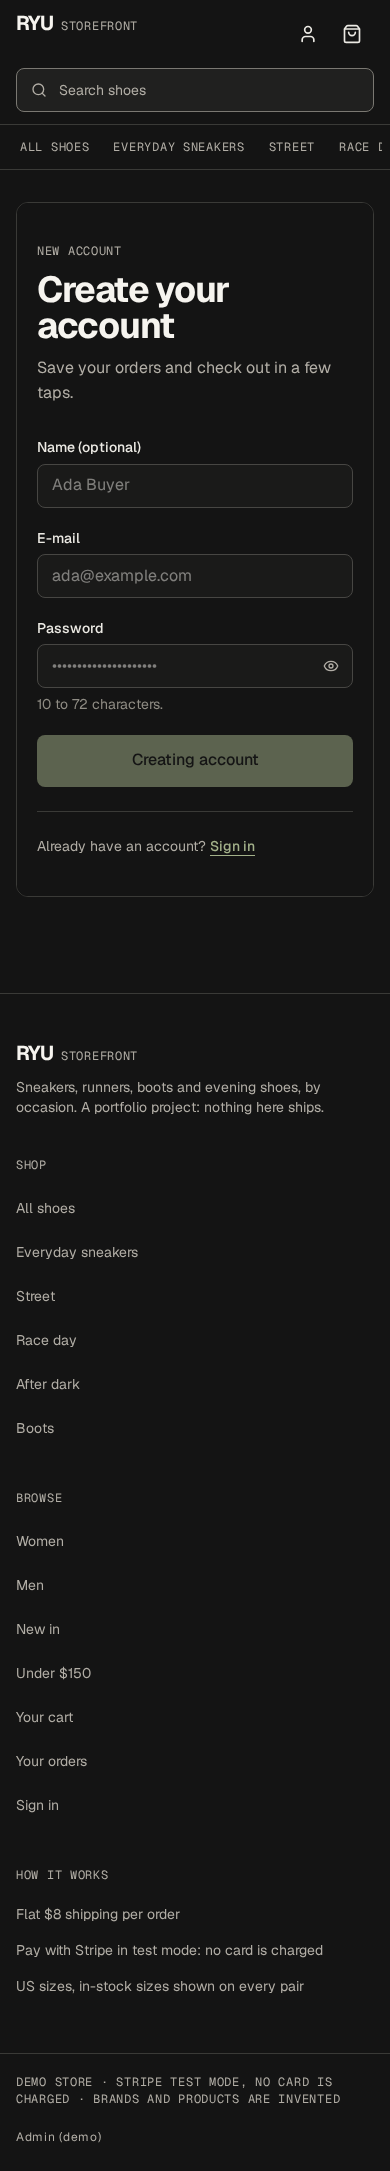 RYU STOREFRONT
Search shoes
ALL SHOES EVERYDAY SNEAKERS STREET RACE D
NEW ACCOUNT
Create your
account
Save your orders and check out in a few
taps.
Name (optional)
Ada Buyer
E-mail
ada@example.com
Password
•••••••••••••••••••••
10 to 72 characters.
Creating account
Already have an account? Sign in
RYU STOREFRONT
Sneakers, runners, boots and evening shoes, by
occasion. A portfolio project: nothing here ships.
SHOP
All shoes
Everyday sneakers
Street
Race day
After dark
Boots
BROWSE
Women
Men
New in
Under $150
Your cart
Your orders
Sign in
HOW IT WORKS
Flat $8 shipping per order
Pay with Stripe in test mode: no card is charged
US sizes, in-stock sizes shown on every pair
DEMO STORE · STRIPE TEST MODE, NO CARD IS
CHARGED · BRANDS AND PRODUCTS ARE INVENTED
Admin (demo)